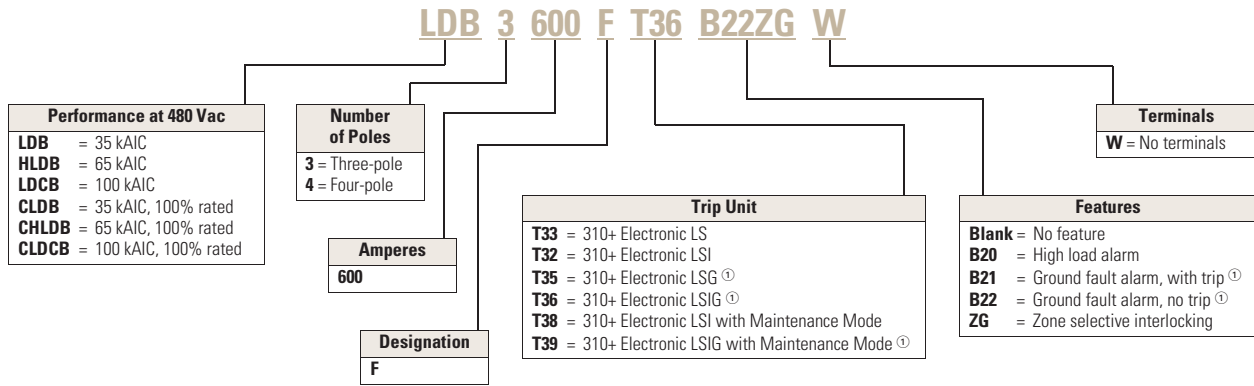 LDB 3 600 F T36 B22ZG W
Performance at 480 Vac
LDB = 35 kAIC
HLDB = 65 kAIC
LDCB = 100 kAIC
CLDB = 35 kAIC, 100% rated
CHLDB = 65 kAIC, 100% rated
CLDCB = 100 kAIC, 100% rated
Number
of Poles
3 = Three-pole
4 = Four-pole
Amperes
600
Designation
F
Trip Unit
T33 = 310+ Electronic LS
T32 = 310+ Electronic LSI
T35 = 310+ Electronic LSG ①
T36 = 310+ Electronic LSIG ①
T38 = 310+ Electronic LSI with Maintenance Mode
T39 = 310+ Electronic LSIG with Maintenance Mode ①
Features
Blank = No feature
B20 = High load alarm
B21 = Ground fault alarm, with trip ①
B22 = Ground fault alarm, no trip ①
ZG = Zone selective interlocking
Terminals
W = No terminals